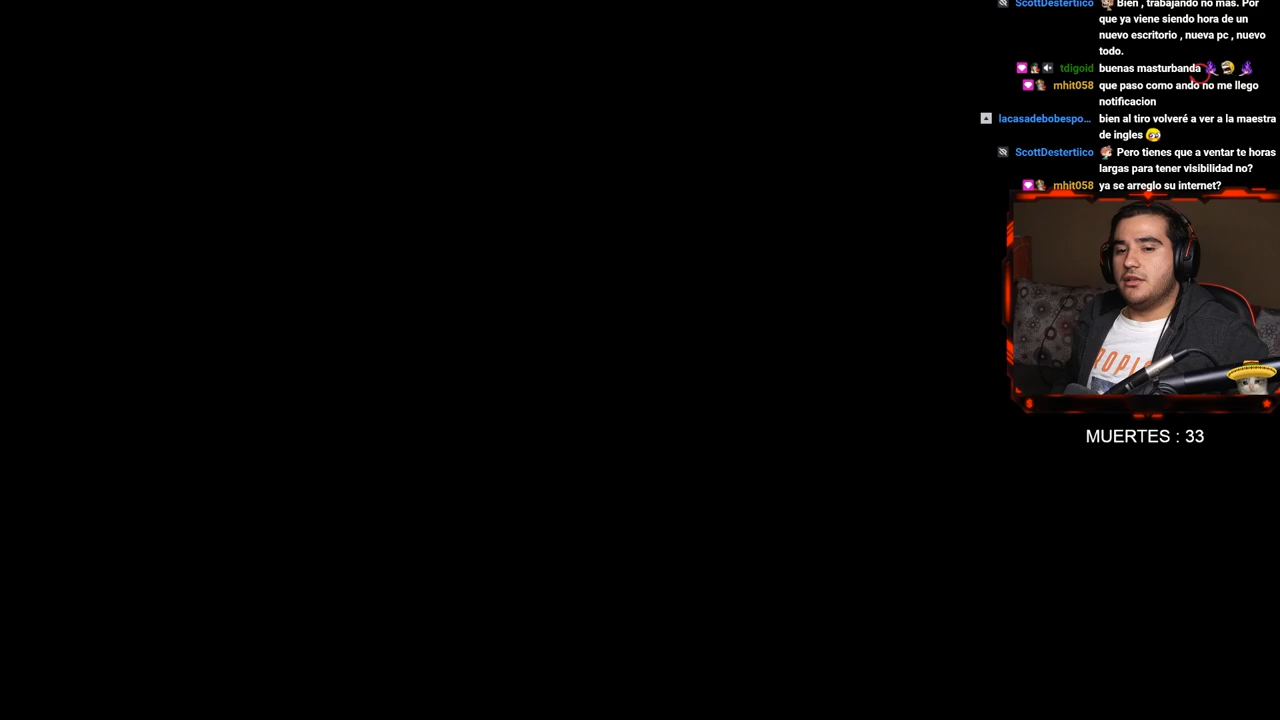 ScottDestertiico Bien , trabajando no mas. Por
que ya viene siendo hora de un
nuevo escritorio , nueva pc , nuevo
todo.
tdigoid buenas masturbanda
mhit058 que paso como ando no me llego
notificacion
lacasadebobespo... bien al tiro volveré a ver a la maestra
de ingles
ScottDestertiico Pero tienes que a ventar te horas
largas para tener visibilidad no?
mhit058 ya se arreglo su internet?
MUERTES : 33